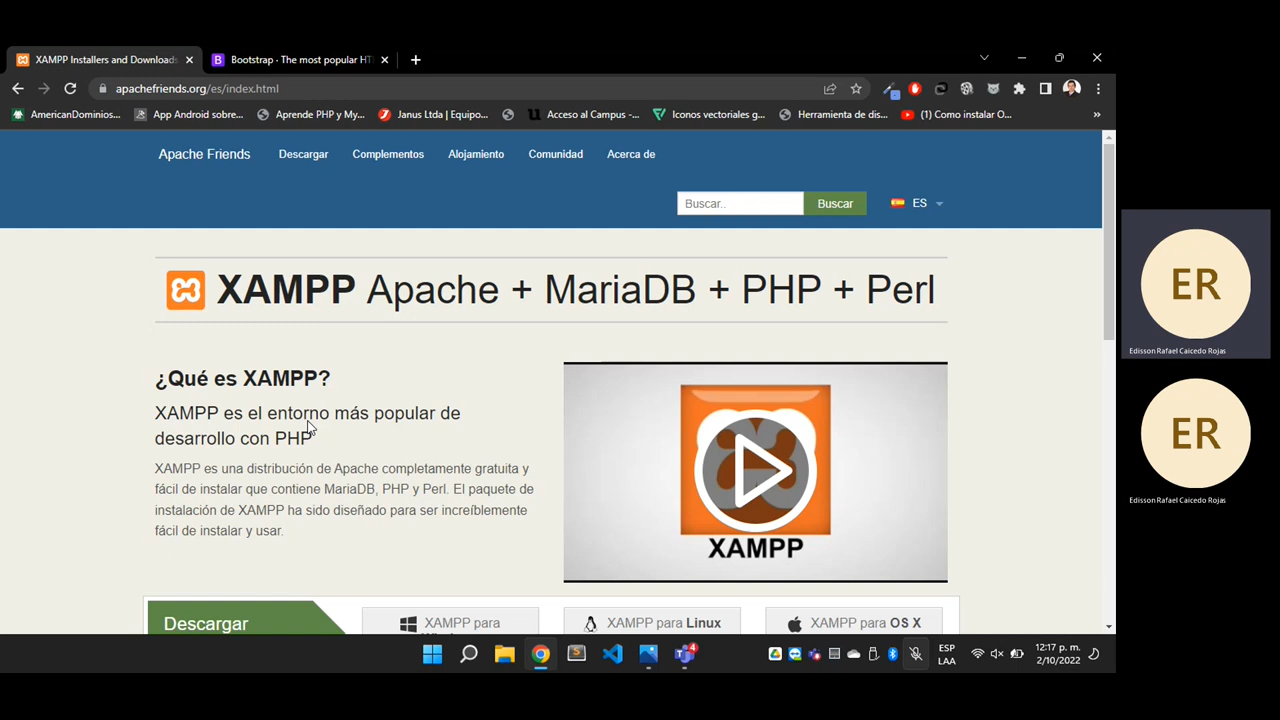 XAMPP Installers and Downloads
Bootstrap · The most popular HT
apachefriends.org/es/index.html
AmericanDominios...
App Android sobre...
Aprende PHP y My...
Janus Ltda | Equipo...
Acceso al Campus -...
Iconos vectoriales g...
Herramienta de dis...
(1) Como instalar O...
»
Apache Friends
Descargar
Complementos
Alojamiento
Comunidad
Acerca de
Buscar..
Buscar
ES
XAMPP Apache + MariaDB + PHP + Perl
¿Qué es XAMPP?
XAMPP es el entorno más popular de
desarrollo con PHP
XAMPP es una distribución de Apache completamente gratuita y
fácil de instalar que contiene MariaDB, PHP y Perl. El paquete de
instalación de XAMPP ha sido diseñado para ser increíblemente
fácil de instalar y usar.
XAMPP
Descargar
XAMPP para
XAMPP para Linux
XAMPP para OS X
4
ESP
LAA
12:17 p. m.
2/10/2022
ER
Edisson Rafael Caicedo Rojas
ER
Edisson Rafael Caicedo Rojas